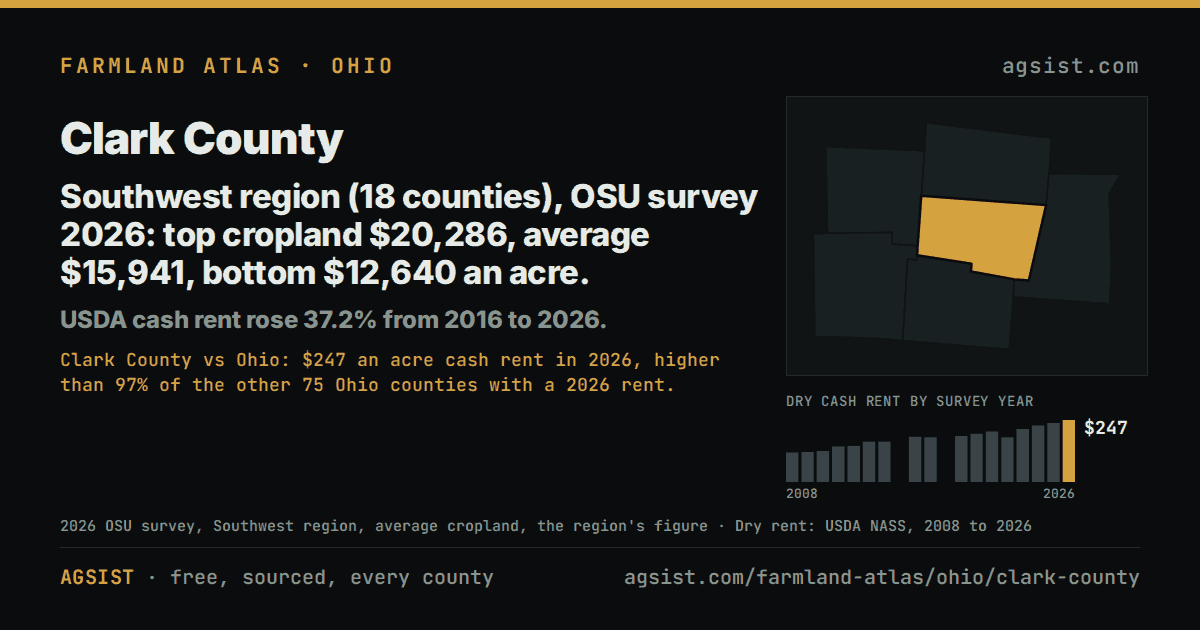 FARMLAND ATLAS · OHIO
agsist.com
Clark County
Southwest region (18 counties), OSU survey
2026: top cropland $20,286, average
$15,941, bottom $12,640 an acre.
USDA cash rent rose 37.2% from 2016 to 2026.
Clark County vs Ohio: $247 an acre cash rent in 2026, higher
than 97% of the other 75 Ohio counties with a 2026 rent.
DRY CASH RENT BY SURVEY YEAR
$247
2008
2026
2026 OSU survey, Southwest region, average cropland, the region's figure · Dry rent: USDA NASS, 2008 to 2026
AGSIST · free, sourced, every county
agsist.com/farmland-atlas/ohio/clark-county